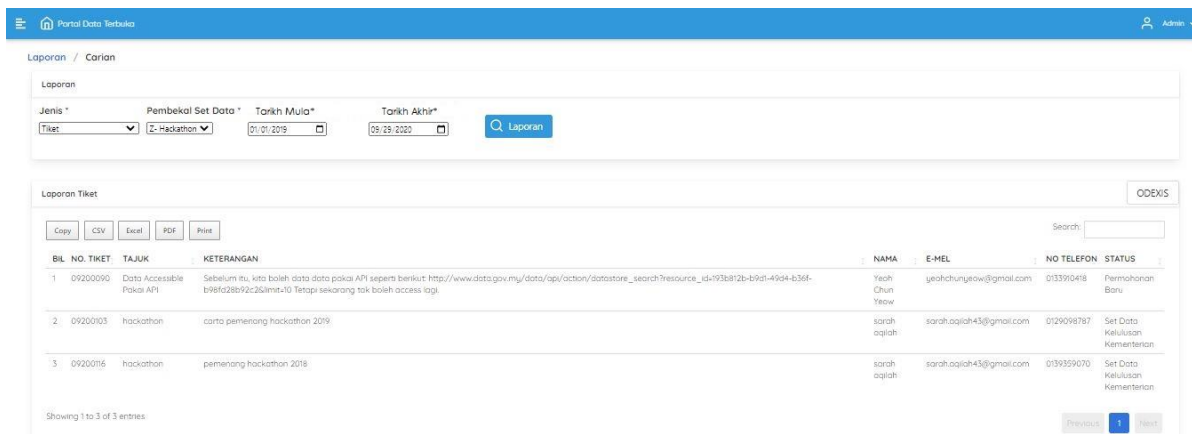 Portal Data Terbuka
Admin
Laporan / Carian
Laporan
Jenis * Pembekal Set Data * Tarikh Mula* Tarikh Akhir*
Tiket Z- Hackathon 01/01/2019 09/29/2020 Laporan
Laporan Tiket ODEXIS
Copy CSV Excel PDF Print Search:
BIL NO. TIKET TAJUK KETERANGAN NAMA E-MEL NO TELEFON STATUS
1 09200090 Data Accessible Sebelum itu, kita boleh data data pakai API seperti berikut: http://www.data.gov.my/data/api/action/datastore_search?resource_id=193b812b-b9d1-49d4-b36f- Yeoh yeohchunyeow@gmail.com 0133910418 Permohonan
Pakai API b98fd28b92c2&limit=10 Tetapi sekarang tak boleh access lagi. Chun Baru
Yeow
2 09200103 hackathon carta pemenang hackathon 2019 sarah sarah.aqilah43@gmail.com 0129098787 Set Data
aqilah Kelulusan
Kementerian
3 09200116 hackathon pemenang hackathon 2018 sarah sarah.aqilah43@gmail.com 0139359070 Set Data
aqilah Kelulusan
Kementerian
Showing 1 to 3 of 3 entries Previous 1 Next